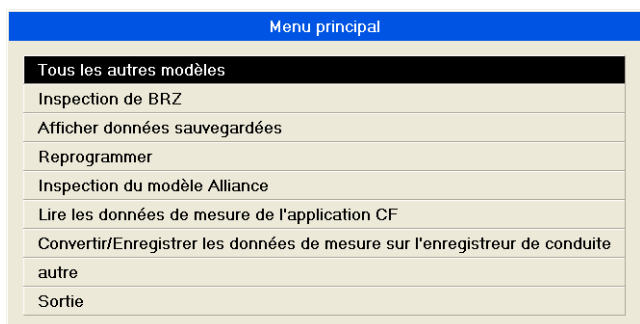 Menu principal
Tous les autres modèles
Inspection de BRZ
Afficher données sauvegardées
Reprogrammer
Inspection du modèle Alliance
Lire les données de mesure de l'application CF
Convertir/Enregistrer les données de mesure sur l'enregistreur de conduite
autre
Sortie